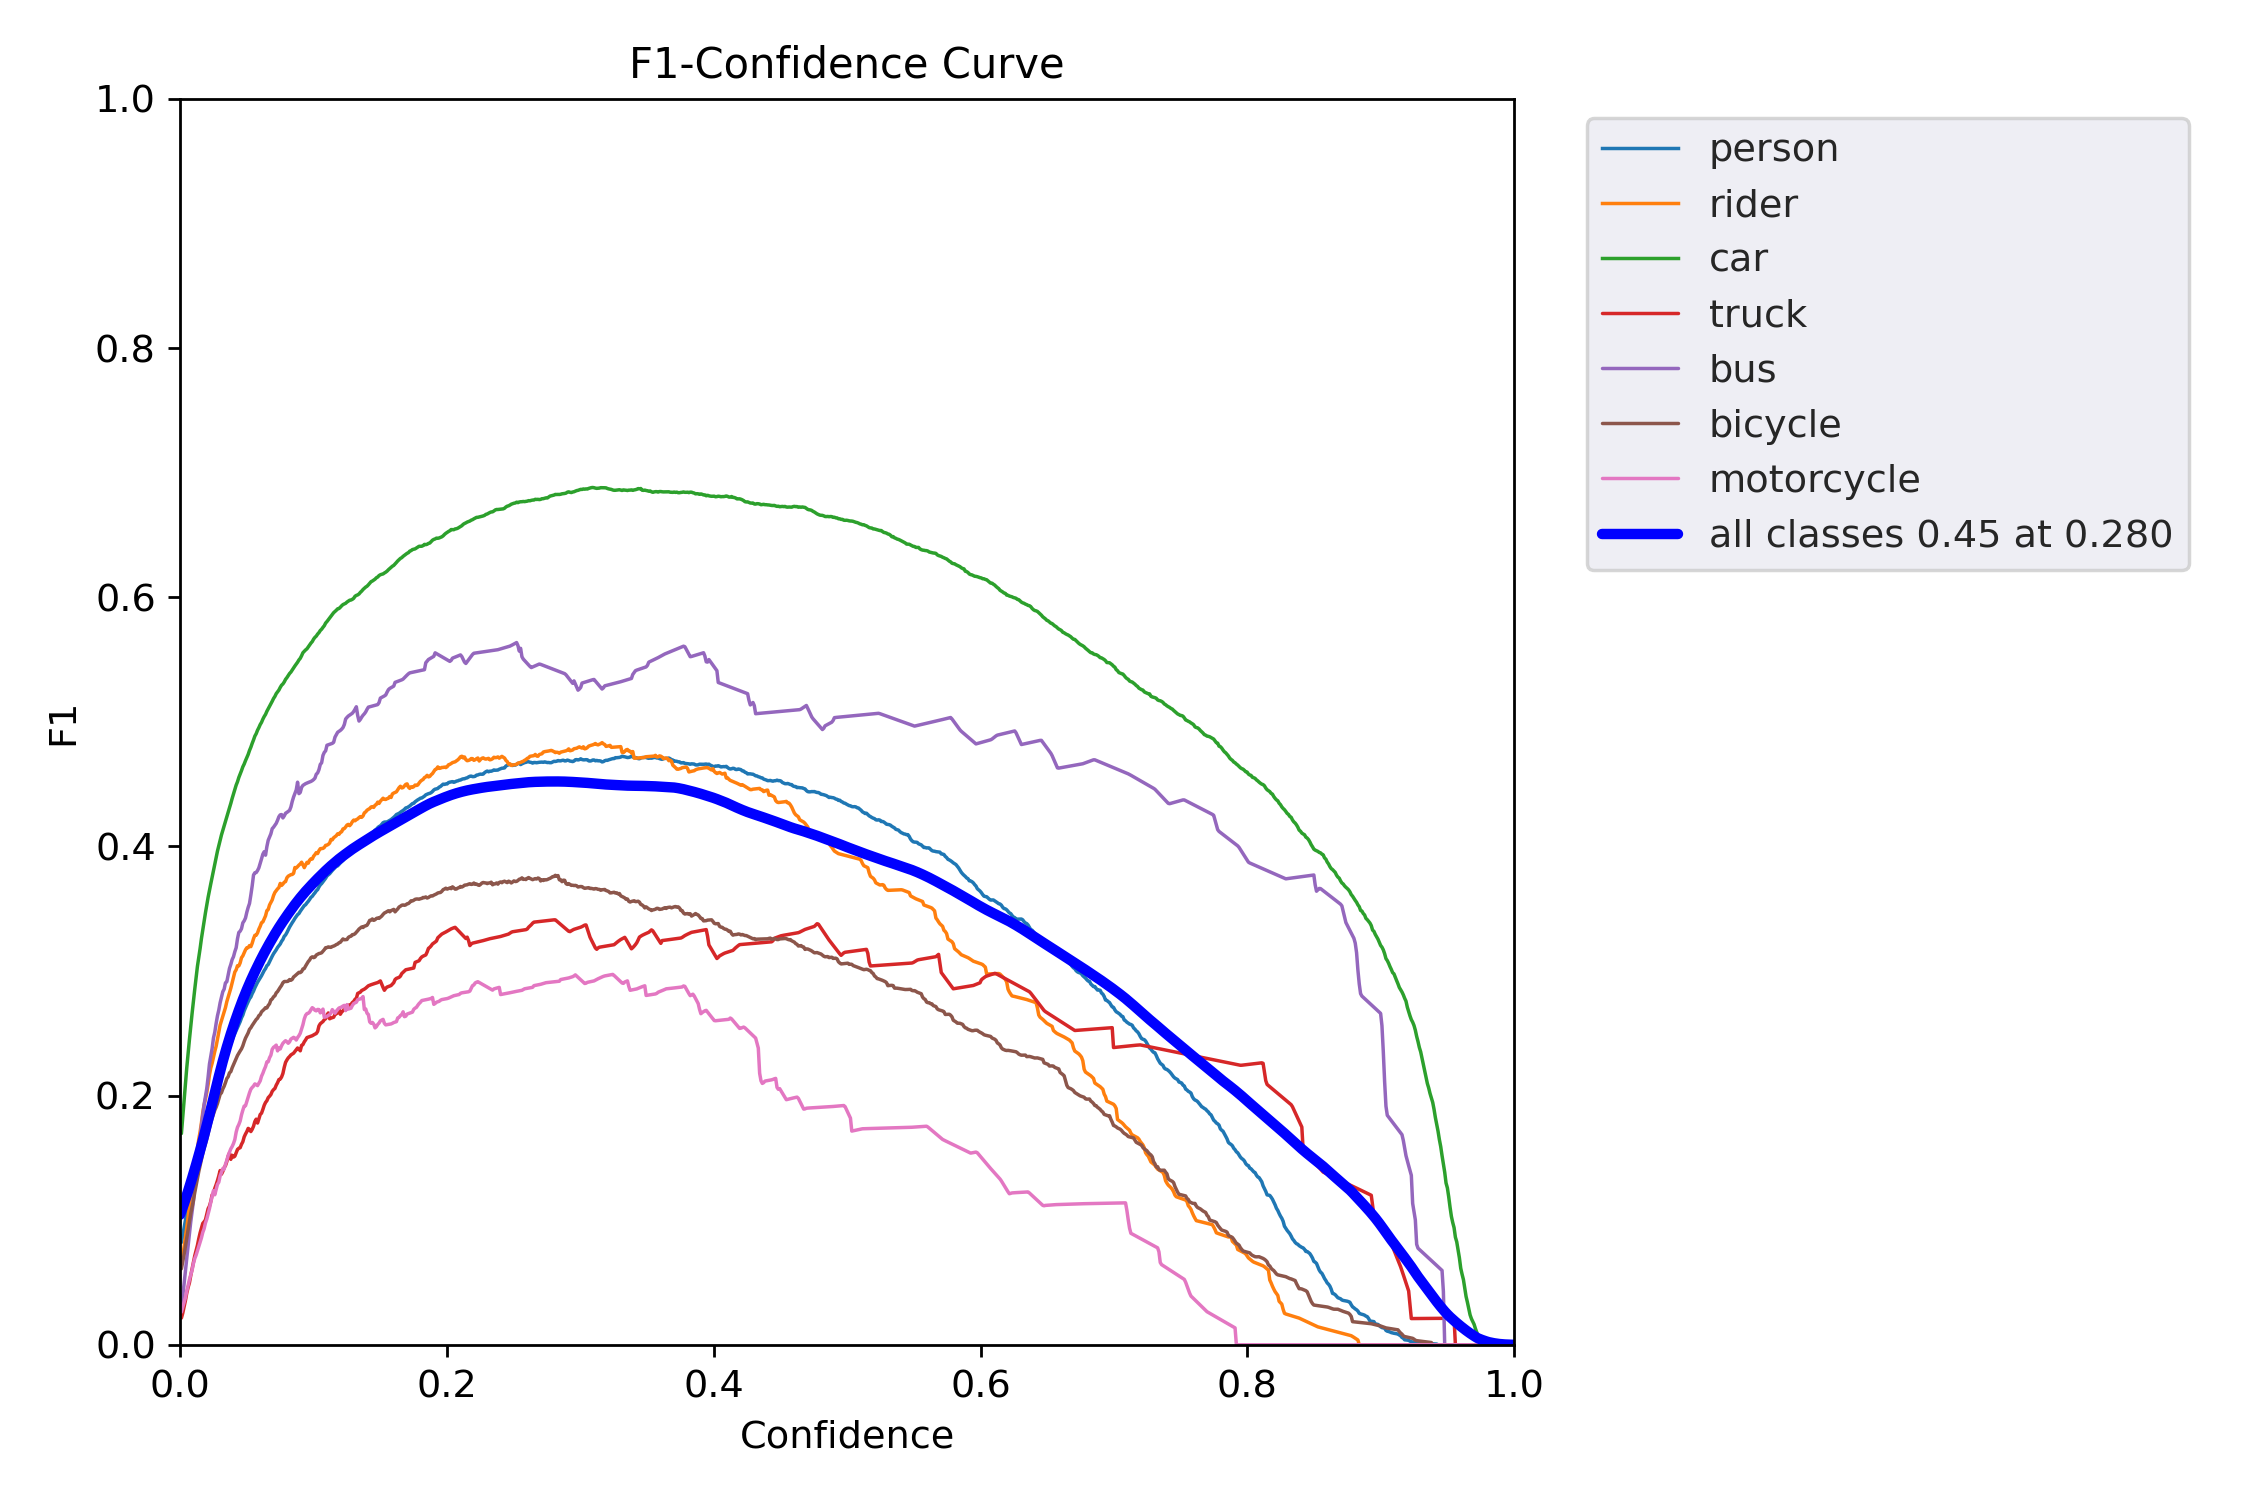 F1-Confidence Curve
1.0
0.8
0.6
0.4
0.2
0.0
F1
0.0 0.2 0.4 0.6 0.8 1.0
Confidence
person
rider
car
truck
bus
bicycle
motorcycle
all classes 0.45 at 0.280